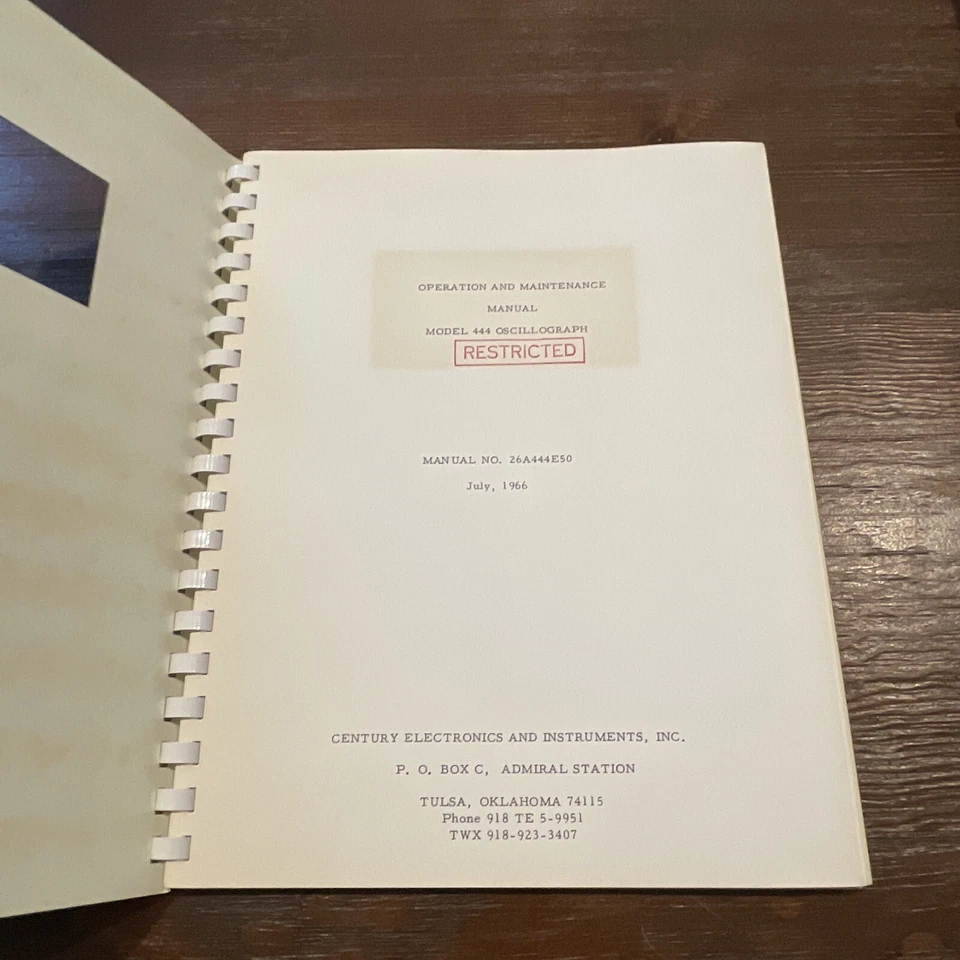 OPERATION AND MAINTENANCE
MANUAL
MODEL 444 OSCILLOGRAPH
RESTRICTED
MANUAL NO. 26A444E50
July, 1966
CENTURY ELECTRONICS AND INSTRUMENTS, INC.
P. O. BOX C, ADMIRAL STATION
TULSA, OKLAHOMA 74115
Phone 918 TE 5-9951
TWX 918-923-3407